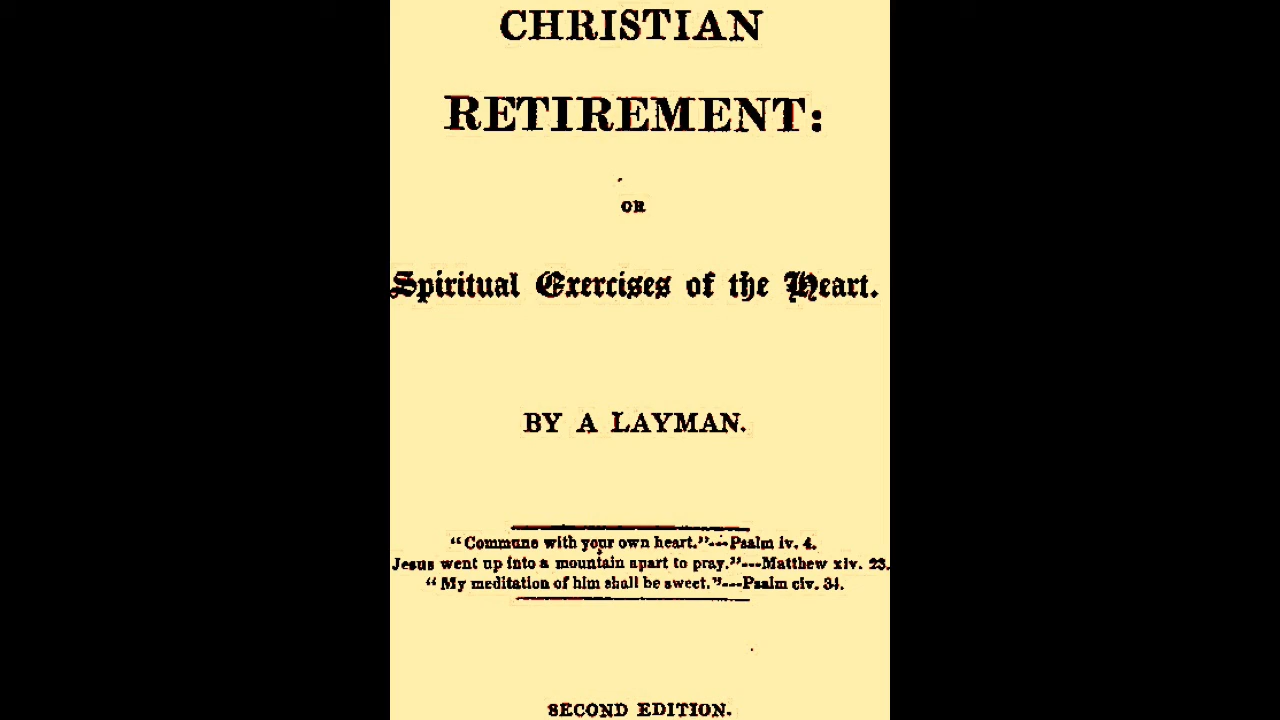 CHRISTIAN
RETIREMENT:
OR
Spiritual Exercises of the Heart.
BY A LAYMAN.
“Commune with your own heart.”---Psalm iv. 4.
Jesus went up into a mountain apart to pray.”---Matthew xiv. 23.
“My meditation of him shall be sweet.”---Psalm civ. 34.
SECOND EDITION.